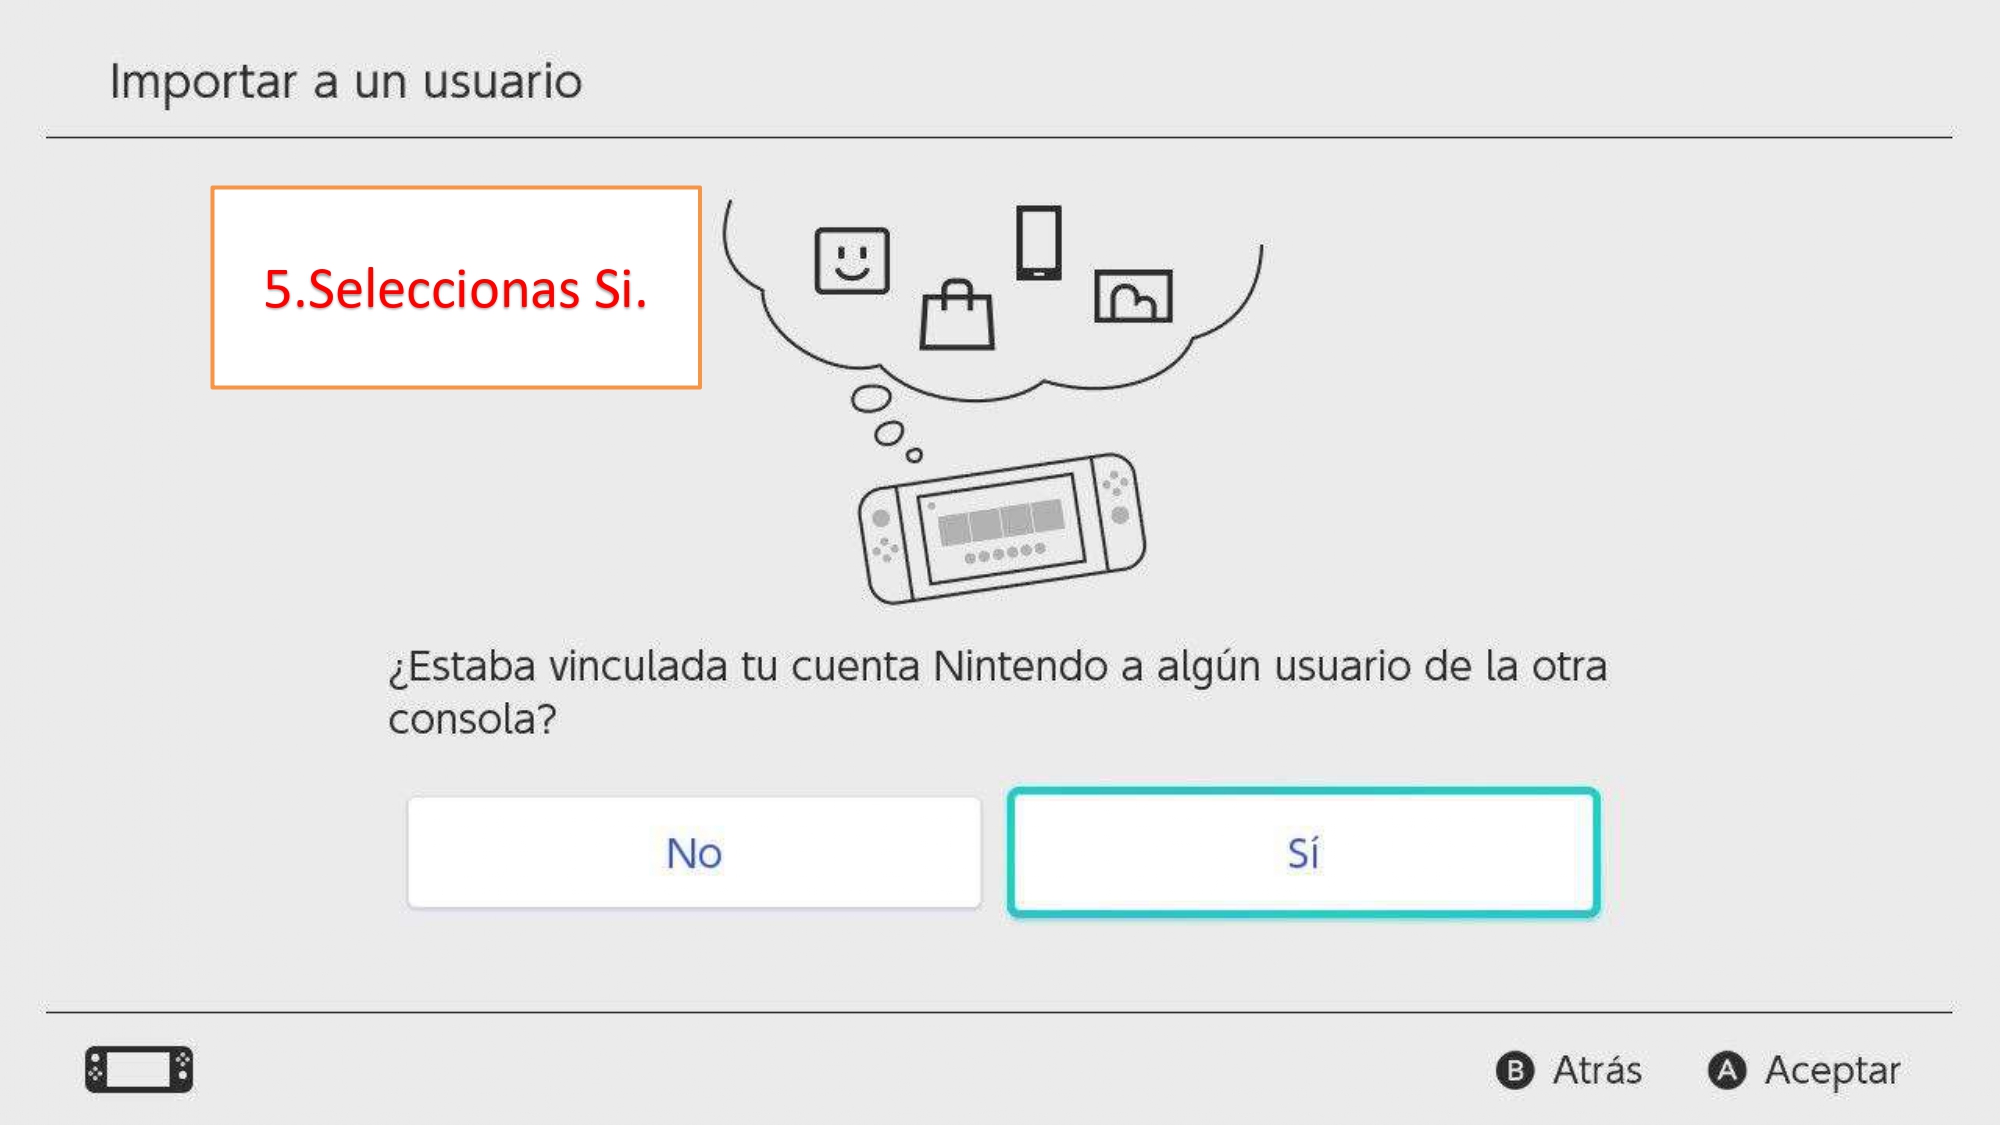 Importar a un usuario
5.Seleccionas Si.
¿Estaba vinculada tu cuenta Nintendo a algún usuario de la otra
consola?
No
Sí
B Atrás
A Aceptar